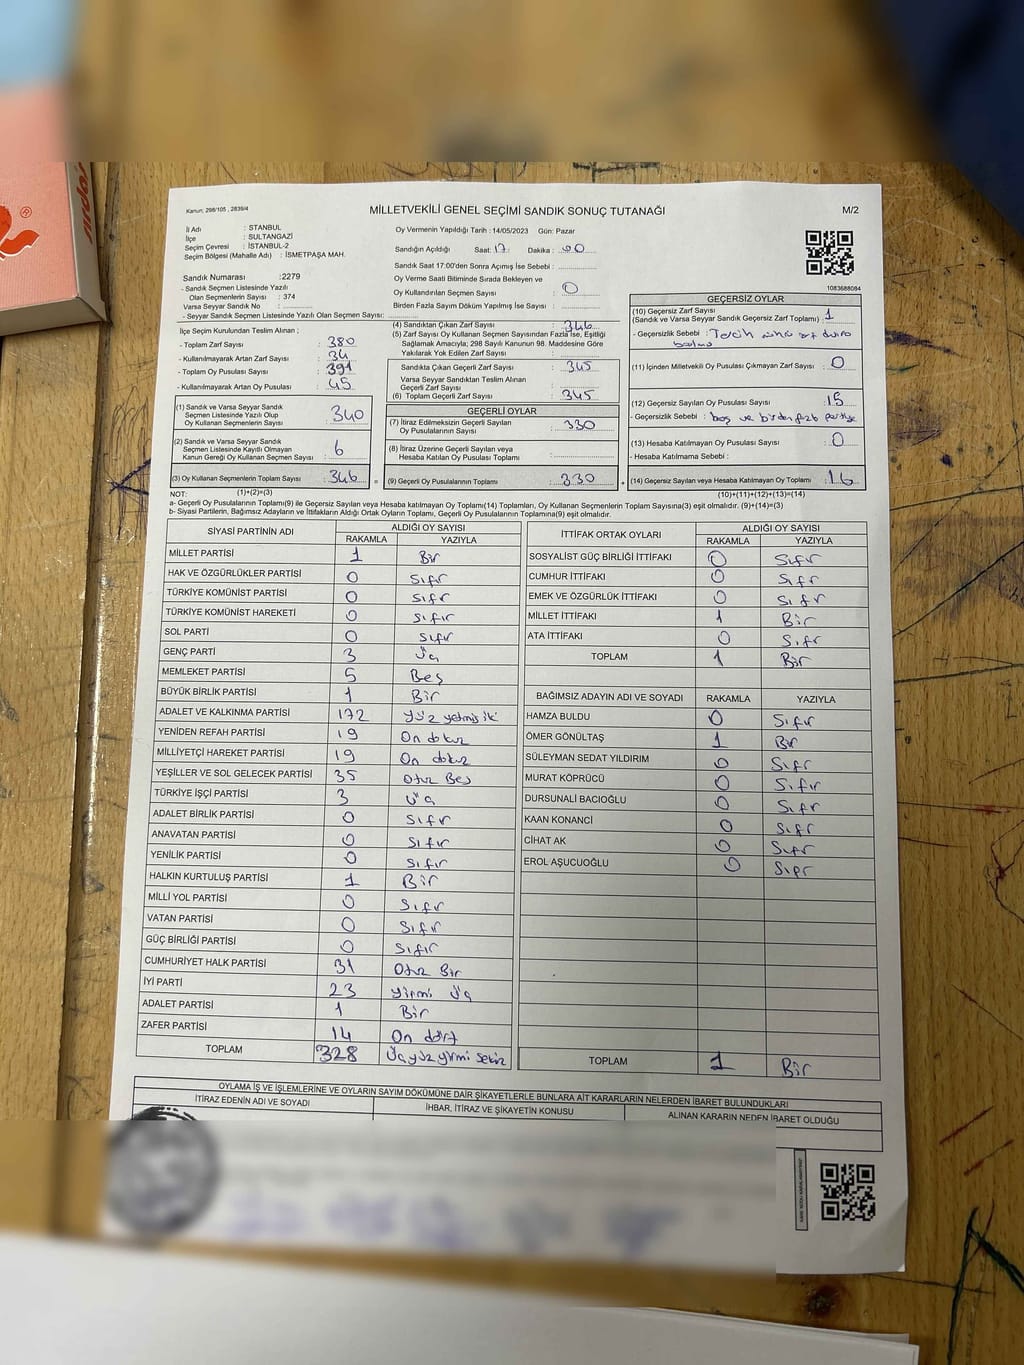 Kanun; 298/105 , 2839/4
MİLLETVEKİLİ GENEL SEÇİMİ SANDIK SONUÇ TUTANAĞI
M/2
İli Adı : STANBUL
İlçe : SULTANGAZİ
Seçim Çevresi : İSTANBUL-2
Seçim Bölgesi (Mahalle Adı) : İSMETPAŞA MAH.
Sandık Numarası :2279
- Sandık Seçmen Listesinde Yazılı
Olan Seçmenlerin Sayısı : 374
Varsa Seyyar Sandık No :
- Seyyar Sandık Seçmen Listesinde Yazılı Olan Seçmen Sayısı:
Oy Vermenin Yapıldığı Tarih : 14/05/2023 Gün: Pazar
Sandığın Açıldığı Saat: 17 Dakika : 00
Sandık Saat 17:00'den Sonra Açımış İse Sebebi :
Oy Verme Saati Bitiminde Sırada Bekleyen ve
Oy Kullandırılan Seçmen Sayısı : 0
Birden Fazla Sayım Döküm Yapılmış İse Sayısı :
1083688084
İlçe Seçim Kurulundan Teslim Alınan ;
- Toplam Zarf Sayısı : 380
- Kullanılmayarak Artan Zarf Sayısı : 34
- Toplam Oy Pusulası Sayısı : 391
- Kullanılmayarak Artan Oy Pusulası : 45
(1) Sandık ve Varsa Seyyar Sandık
Seçmen Listesinde Yazılı Olup
Oy Kullanan Seçmenlerin Sayısı : 340
(2) Sandık ve Varsa Seyyar Sandık
Seçmen Listesinde Kayıtlı Olmayan
Kanun Gereği Oy Kullanan Seçmen Sayısı : 6
(3) Oy Kullanan Seçmenlerin Toplam Sayısı : 346
(1)+(2)=(3)
(4) Sandıktan Çıkan Zarf Sayısı : 346
(5) Zarf Sayısı Oy Kullanan Seçmen Sayısından Fazla İse, Eşitliği
Sağlamak Amacıyla; 298 Sayılı Kanunun 98. Maddesine Göre
Yakılarak Yok Edilen Zarf Sayısı :
Sandıkta Çıkan Geçerli Zarf Sayısı : 345
Varsa Seyyar Sandıktan Teslim Alınan
Geçerli Zarf Sayısı :
(6) Toplam Geçerli Zarf Sayısı : 345
GEÇERLİ OYLAR
(7) İtiraz Edilmeksizin Geçerli Sayılan
Oy Pusulalarının Sayısı : 330
(8) İtiraz Üzerine Geçerli Sayılan veya
Hesaba Katılan Oy Pusulası Toplamı :
= (9) Geçerli Oy Pusulalarının Toplamı : 330
GEÇERSİZ OYLAR
(10) Geçersiz Zarf Sayısı
(Sandık ve Varsa Seyyar Sandık Geçersiz Zarf Toplamı) : 1
- Geçersizlik Sebebi : Tercih
(11) İçinden Milletvekili Oy Pusulası Çıkmayan Zarf Sayısı : 0
(12) Geçersiz Sayılan Oy Pusulası Sayısı : 15
- Geçersizlik Sebebi : boş ve birden fazla partiye
(13) Hesaba Katılmayan Oy Pusulası Sayısı : 0
- Hesaba Katılmama Sebebi :
+ (14) Geçersiz Sayılan veya Hesaba Katılmayan Oy Toplamı : 16
(10)+(11)+(12)+(13)=(14)
NOT:
a- Geçerli Oy Pusulalarının Toplamı(9) ile Geçersiz Sayılan veya Hesaba katılmayan Oy Toplamı(14) Toplamları, Oy Kullanan Seçmenlerin Toplam Sayısına(3) eşit olmalıdır. (9)+(14)=(3)
b- Siyasi Partilerin, Bağımsız Adayların ve İttifakların Aldığı Ortak Oyların Toplamı, Geçerli Oy Pusulalarının Toplamına(9) eşit olmalıdır.
SİYASİ PARTİNİN ADI ALDIĞI OY SAYISI
RAKAMLA YAZIYLA
MİLLET PARTİSİ 1 Bir
HAK VE ÖZGÜRLÜKLER PARTİSİ 0 Sıfır
TÜRKİYE KOMÜNİST PARTİSİ 0 Sıfır
TÜRKİYE KOMÜNİST HAREKETİ 0 Sıfır
SOL PARTİ 0 Sıfır
GENÇ PARTİ 3 Üç
MEMLEKET PARTİSİ 5 Beş
BÜYÜK BİRLİK PARTİSİ 1 Bir
ADALET VE KALKINMA PARTİSİ 172 Yüz yetmiş iki
YENİDEN REFAH PARTİSİ 19 On dokuz
MİLLİYETÇİ HAREKET PARTİSİ 19 On dokuz
YEŞİLLER VE SOL GELECEK PARTİSİ 35 Otuz Beş
TÜRKİYE İŞÇİ PARTİSİ 3 Üç
ADALET BİRLİK PARTİSİ 0 Sıfır
ANAVATAN PARTİSİ 0 Sıfır
YENİLİK PARTİSİ 0 Sıfır
HALKIN KURTULUŞ PARTİSİ 1 Bir
MİLLİ YOL PARTİSİ 0 Sıfır
VATAN PARTİSİ 0 Sıfır
GÜÇ BİRLİĞİ PARTİSİ 0 Sıfır
CUMHURİYET HALK PARTİSİ 31 Otuz Bir
İYİ PARTİ 23 Yirmi Üç
ADALET PARTİSİ 1 Bir
ZAFER PARTİSİ 14 On dört
TOPLAM 328 Üçyüzyirmi sekiz
İTTİFAK ORTAK OYLARI ALDIĞI OY SAYISI
RAKAMLA YAZIYLA
SOSYALİST GÜÇ BİRLİĞİ İTTİFAKI 0 Sıfır
CUMHUR İTTİFAKI 0 Sıfır
EMEK VE ÖZGÜRLÜK İTTİFAKI 0 Sıfır
MİLLET İTTİFAKI 1 Bir
ATA İTTİFAKI 0 Sıfır
TOPLAM 1 Bir
BAĞIMSIZ ADAYIN ADI VE SOYADI RAKAMLA YAZIYLA
HAMZA BULDU 0 Sıfır
ÖMER GÖNÜLTAŞ 1 Bir
SÜLEYMAN SEDAT YILDIRIM 0 Sıfır
MURAT KÖPRÜCÜ 0 Sıfır
DURSUNALİ BACIOĞLU 0 Sıfır
KAAN KONANCİ 0 Sıfır
CİHAT AK 0 Sıfır
EROL AŞUCUOĞLU 0 Sıfır
TOPLAM 1 Bir
OYLAMA İŞ VE İŞLEMLERİNE VE OYLARIN SAYIM DÖKÜMÜNE DAİR ŞİKAYETLERLE BUNLARA AİT KARARLARIN NELERDEN İBARET BULUNDUKLARI
İTİRAZ EDENİN ADI VE SOYADI İHBAR, İTİRAZ VE ŞİKAYETİN KONUSU ALINAN KARARIN NEDEN İBARET OLDUĞU